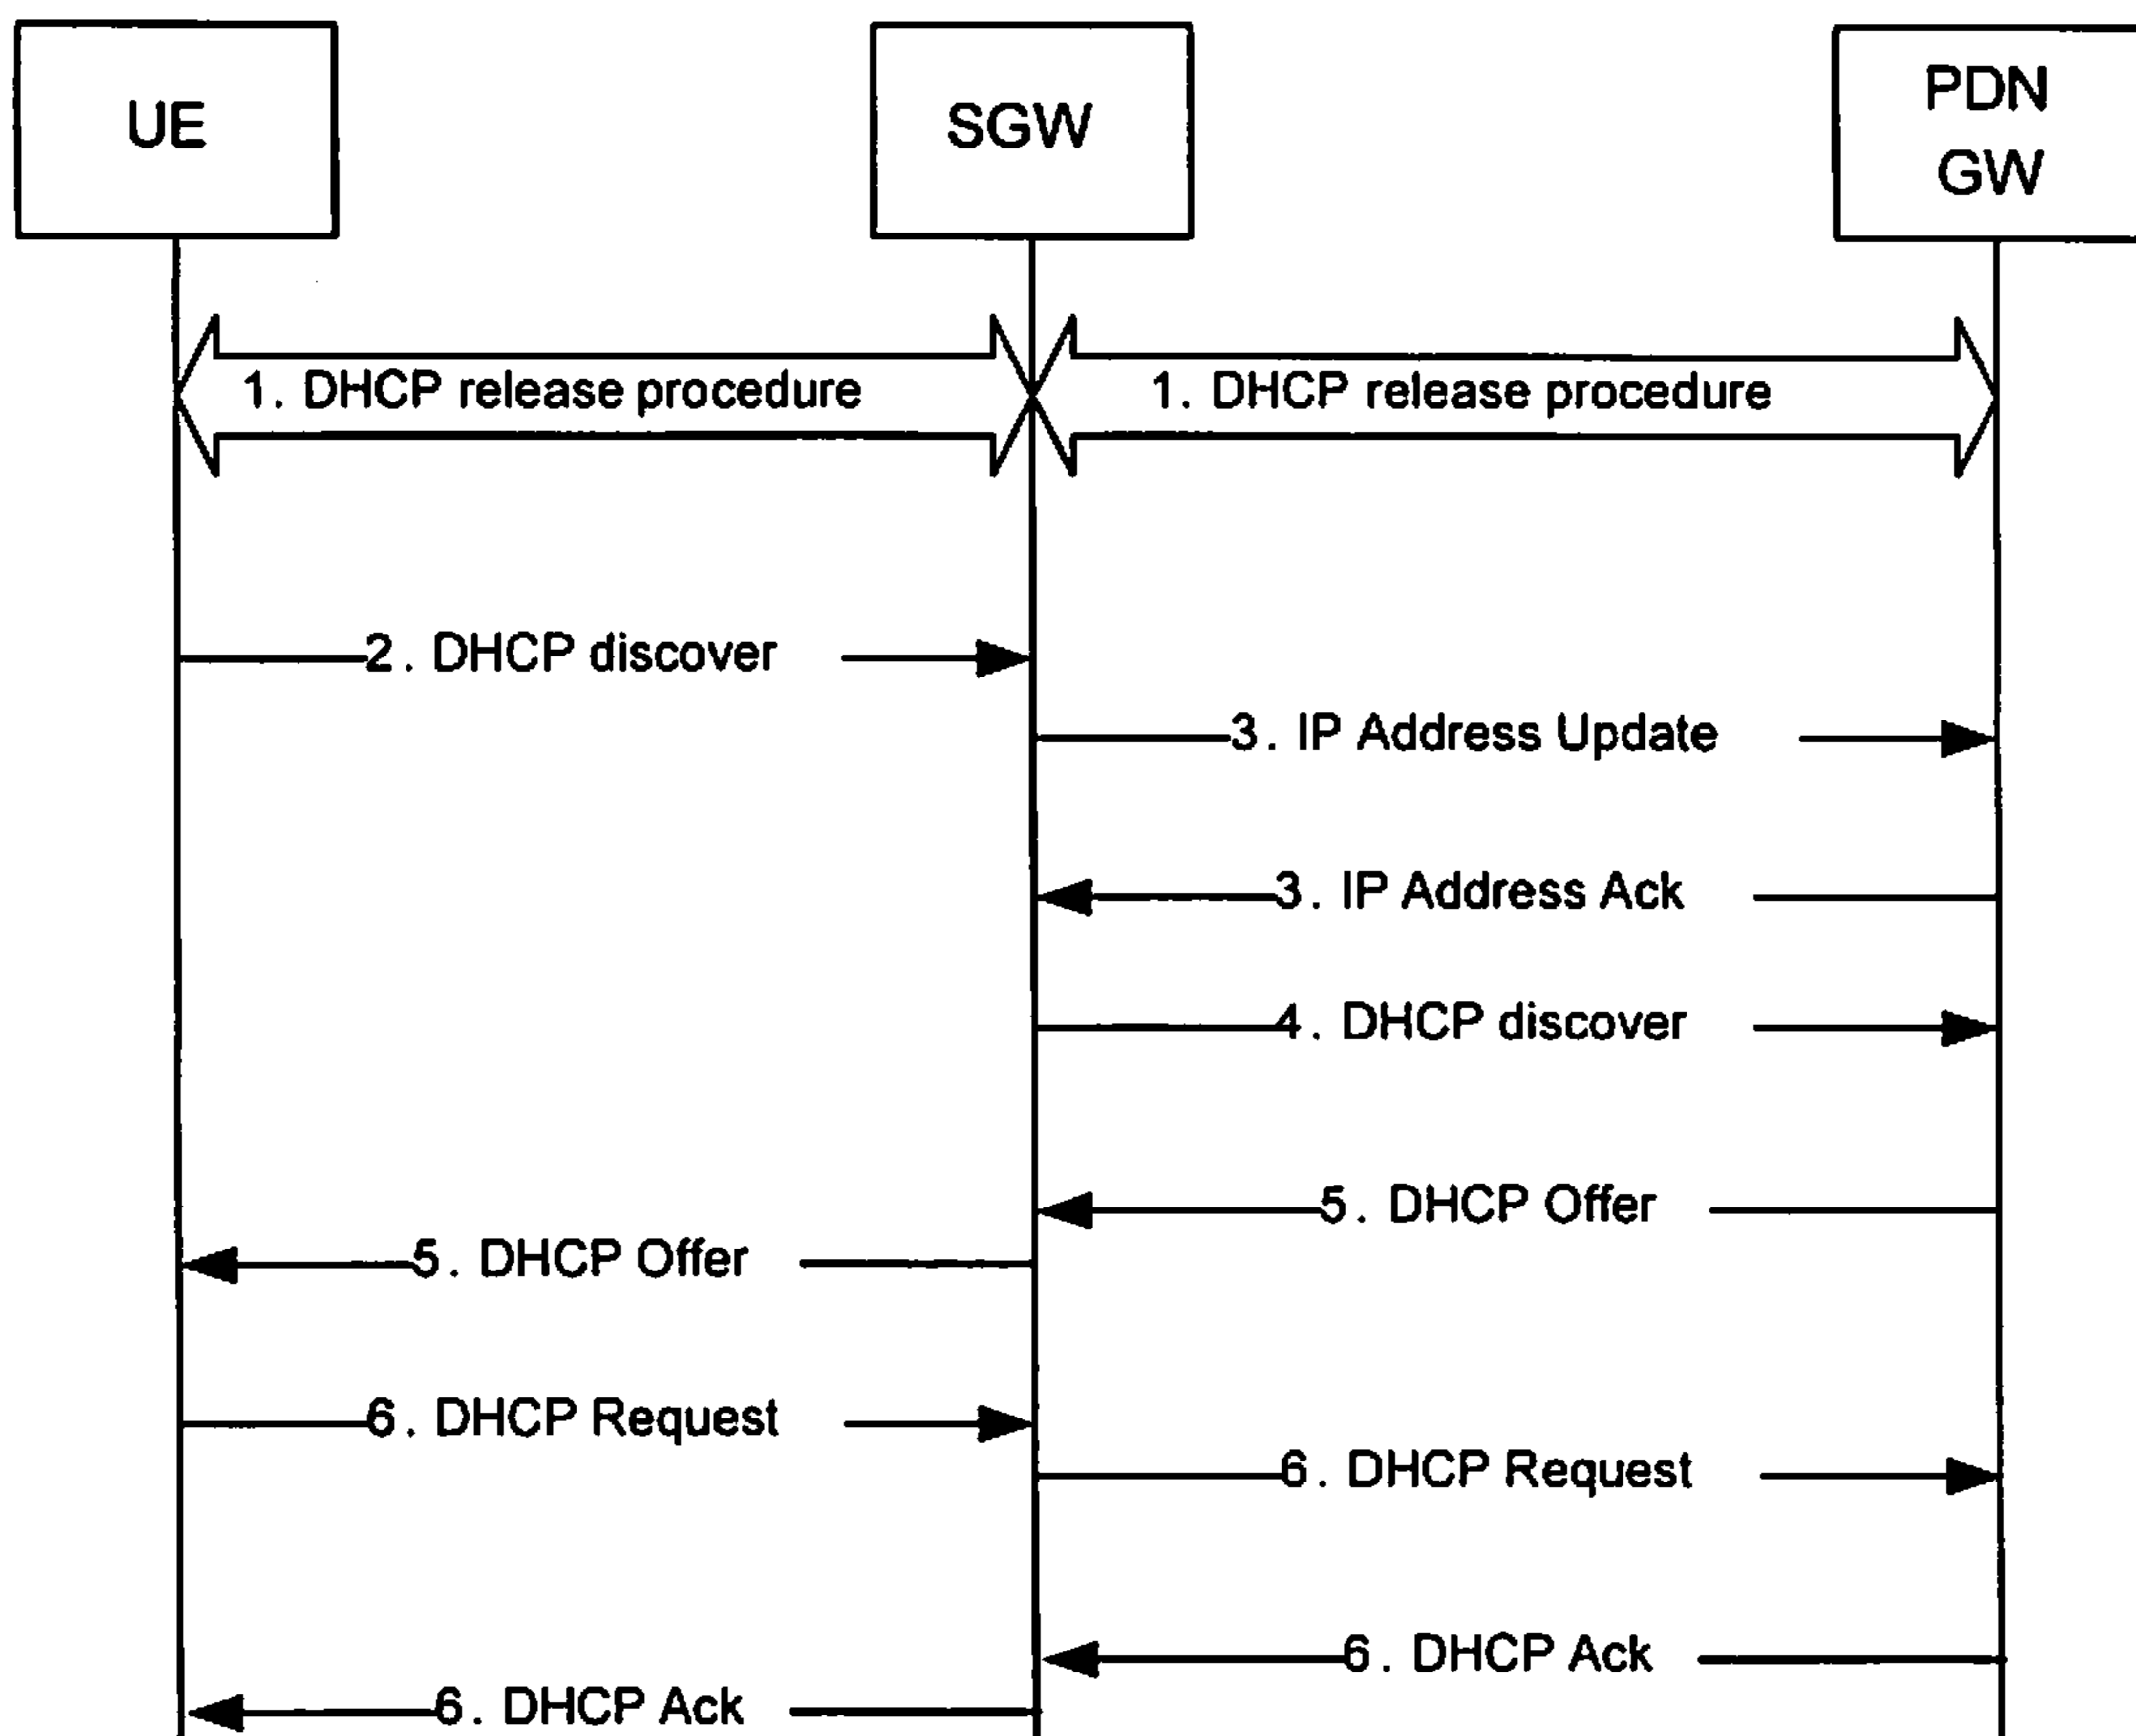 UE
SGW
PDN
GW
1. DHCP release procedure
1. DHCP release procedure
2. DHCP discover
3. IP Address Update
3. IP Address Ack
4. DHCP discover
5. DHCP Offer
5. DHCP Offer
6. DHCP Request
6. DHCP Request
6. DHCP Ack
6. DHCP Ack